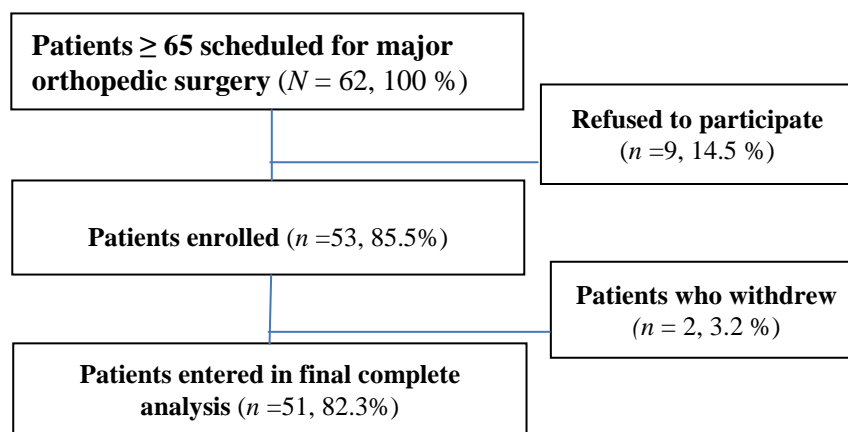 Patients ≥ 65 scheduled for major
orthopedic surgery (N = 62, 100 %)
Refused to participate
(n =9, 14.5 %)
Patients enrolled (n =53, 85.5%)
Patients who withdrew
(n = 2, 3.2 %)
Patients entered in final complete
analysis (n =51, 82.3%)